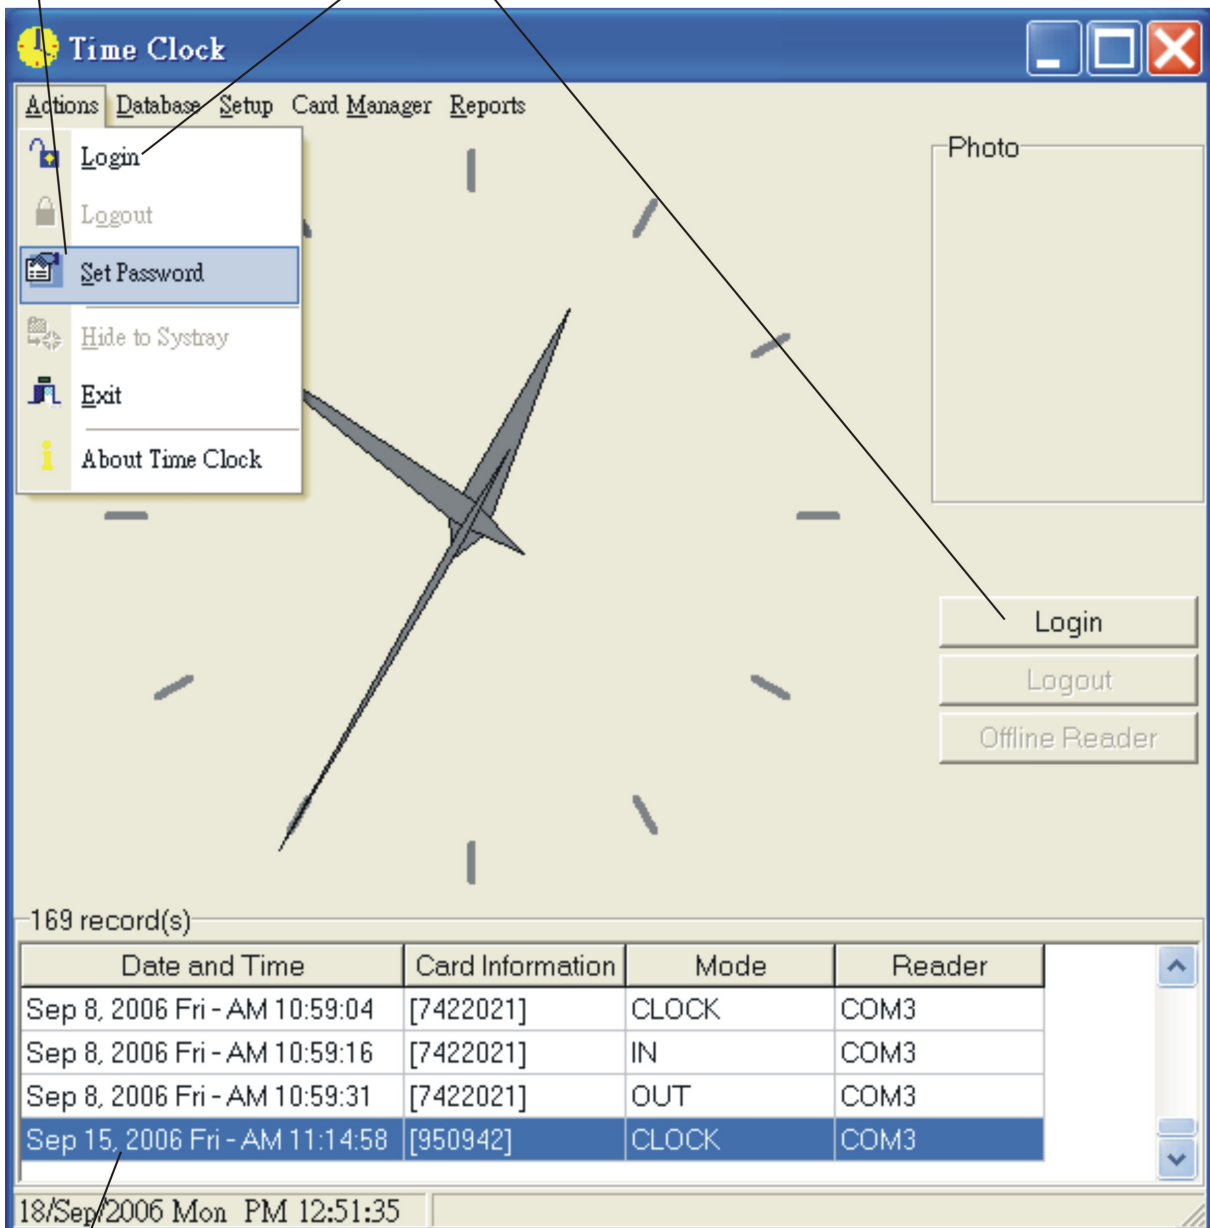 Time Clock
Actions Database Setup Card Manager Reports
Login
Logout
Set Password
Hide to Systray
Exit
About Time Clock
Photo
Login
Logout
Offline Reader
169 record(s)
Date and Time Card Information Mode Reader
Sep 8, 2006 Fri - AM 10:59:04 [7422021] CLOCK COM3
Sep 8, 2006 Fri - AM 10:59:16 [7422021] IN COM3
Sep 8, 2006 Fri - AM 10:59:31 [7422021] OUT COM3
Sep 15, 2006 Fri - AM 11:14:58 [950942] CLOCK COM3
18/Sep/2006 Mon PM 12:51:35